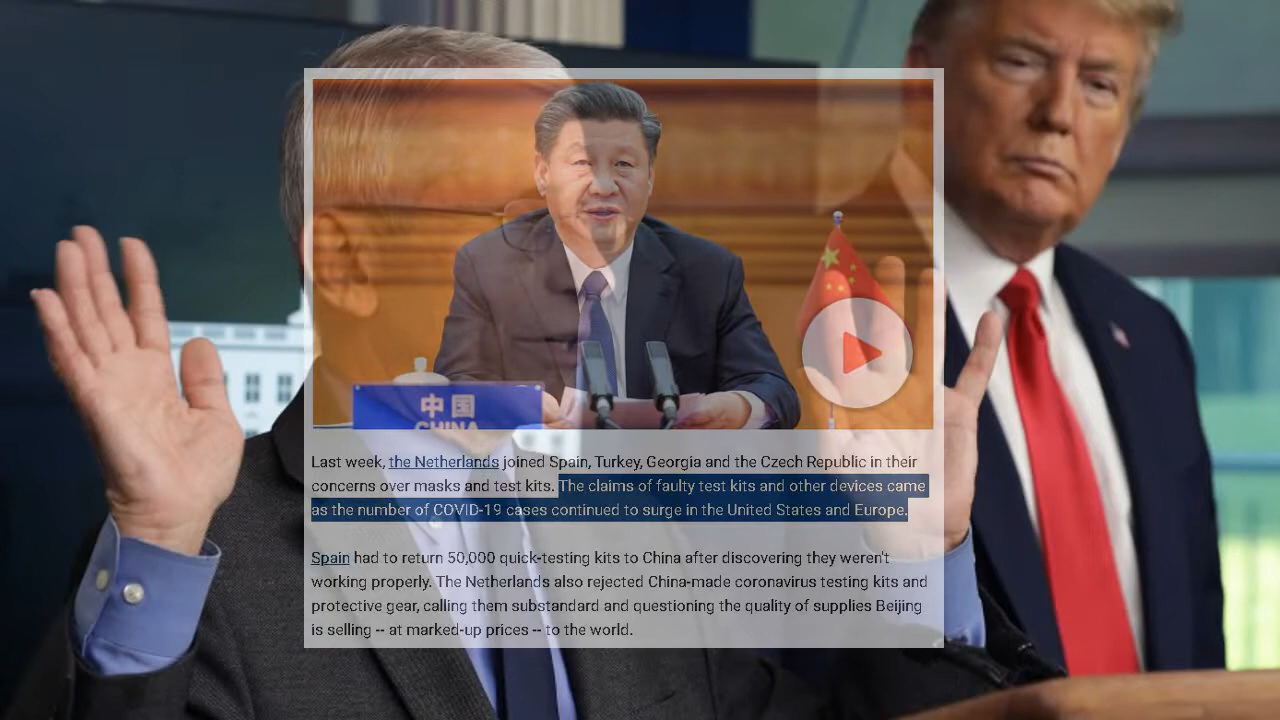 中国
CHINA
Last week, the Netherlands joined Spain, Turkey, Georgia and the Czech Republic in their
concerns over masks and test kits. The claims of faulty test kits and other devices came
as the number of COVID-19 cases continued to surge in the United States and Europe.
Spain had to return 50,000 quick-testing kits to China after discovering they weren't
working properly. The Netherlands also rejected China-made coronavirus testing kits and
protective gear, calling them substandard and questioning the quality of supplies Beijing
is selling -- at marked-up prices -- to the world.